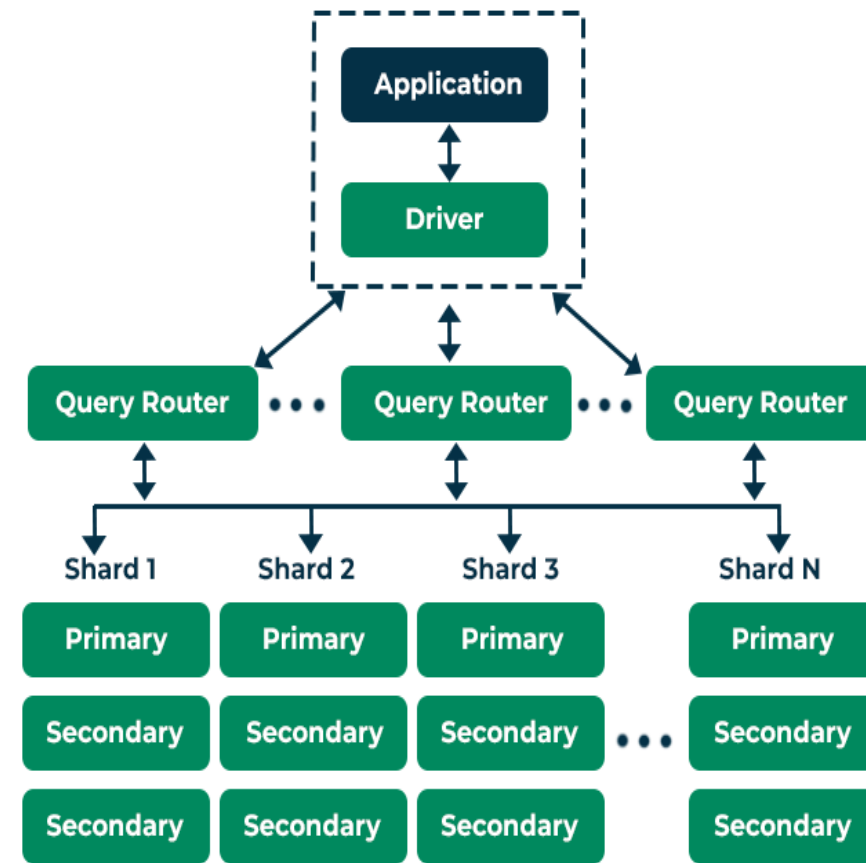 Application
Driver
Query Router ••• Query Router ••• Query Router
Shard 1 Shard 2 Shard 3 Shard N
Primary Primary Primary Primary
Secondary Secondary Secondary ••• Secondary
Secondary Secondary Secondary Secondary